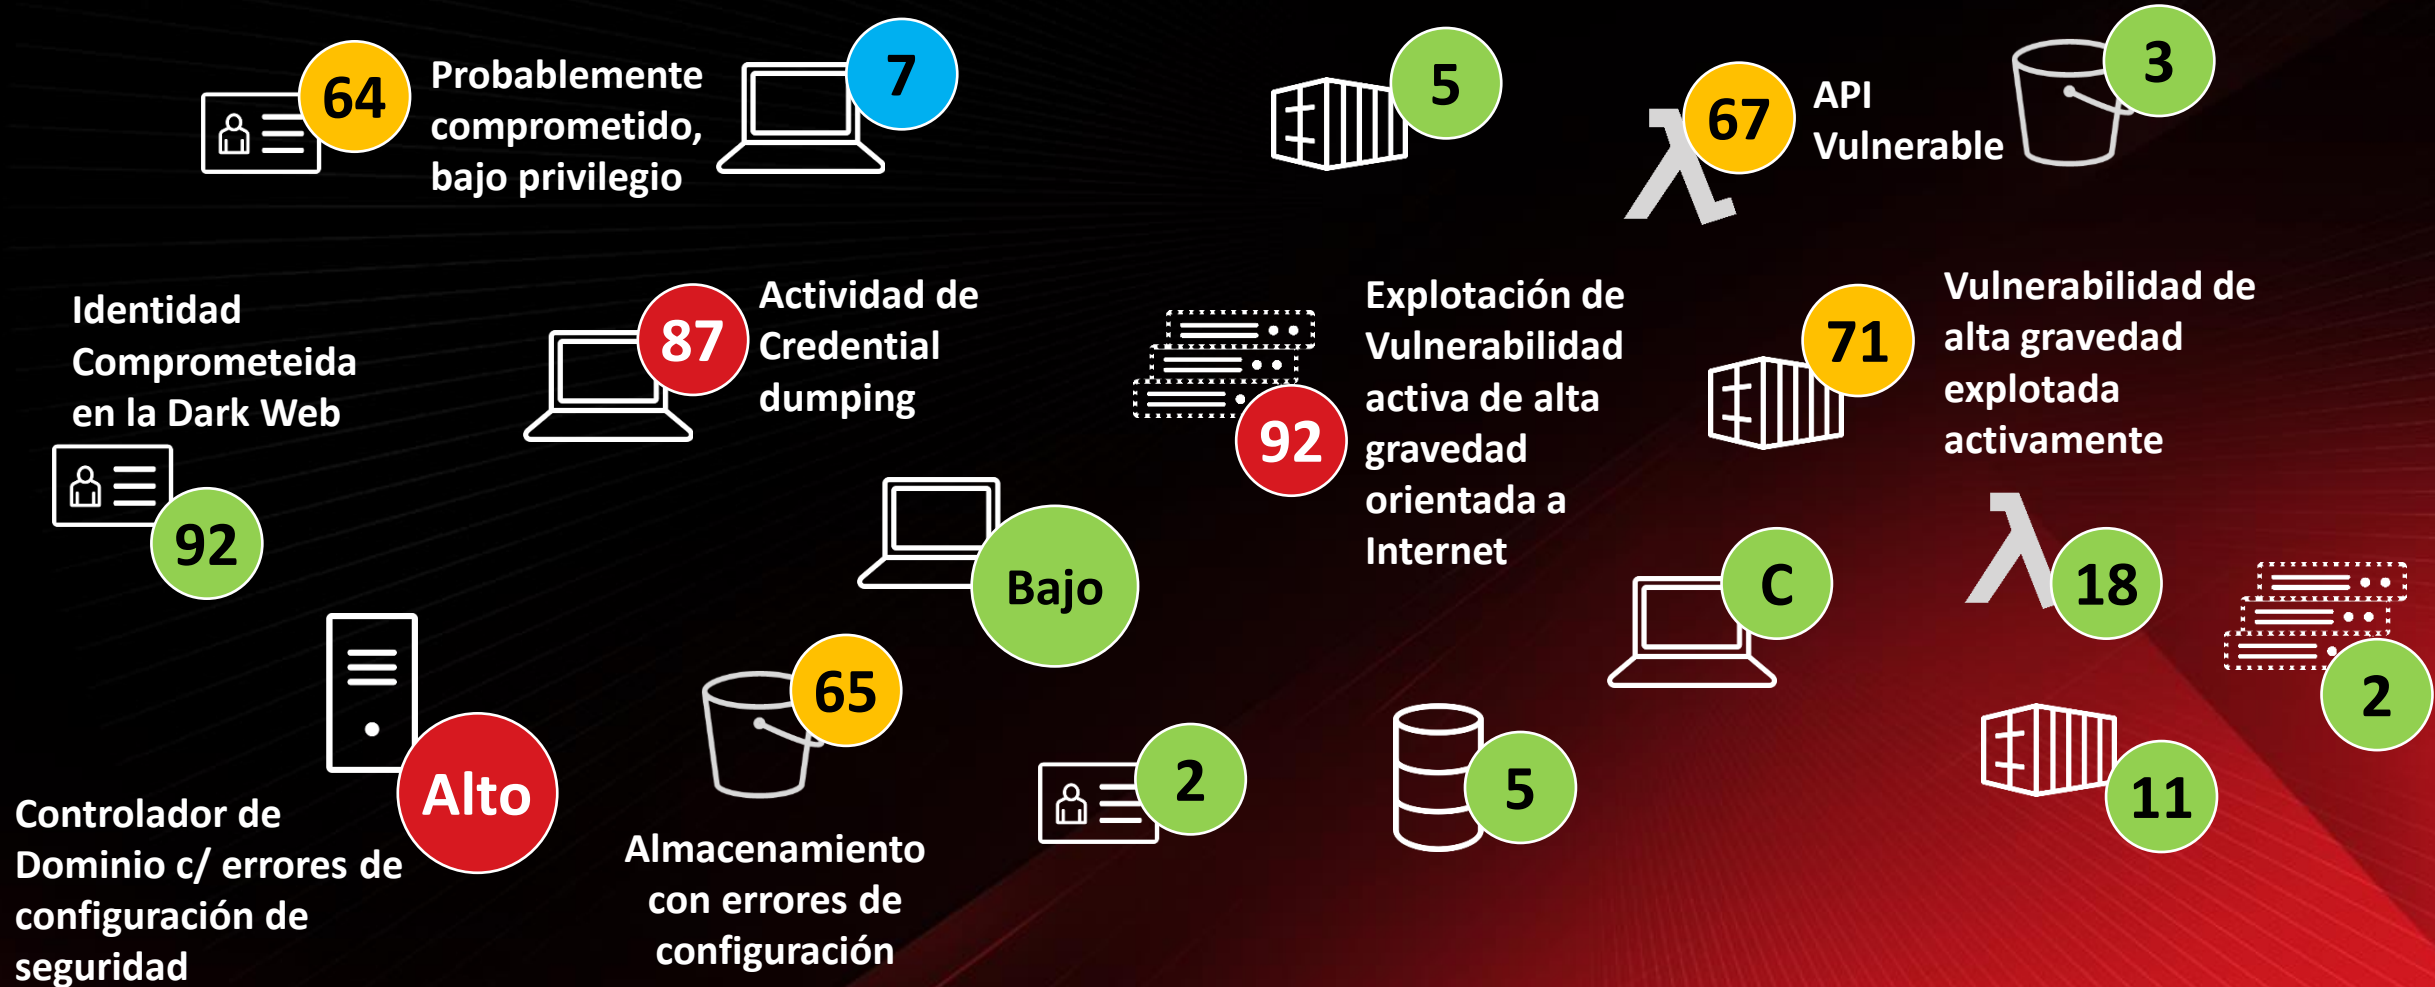 64
Probablemente
comprometido,
bajo privilegio
7
5
67
API
Vulnerable
3
Identidad
Comprometeida
en la Dark Web
92
87
Actividad de
Credential
dumping
92
Explotación de
Vulnerabilidad
activa de alta
gravedad
orientada a
Internet
71
Vulnerabilidad de
alta gravedad
explotada
activamente
Bajo
C
18
2
Alto
Controlador de
Dominio c/ errores de
configuración de
seguridad
65
Almacenamiento
con errores de
configuración
2
5
11